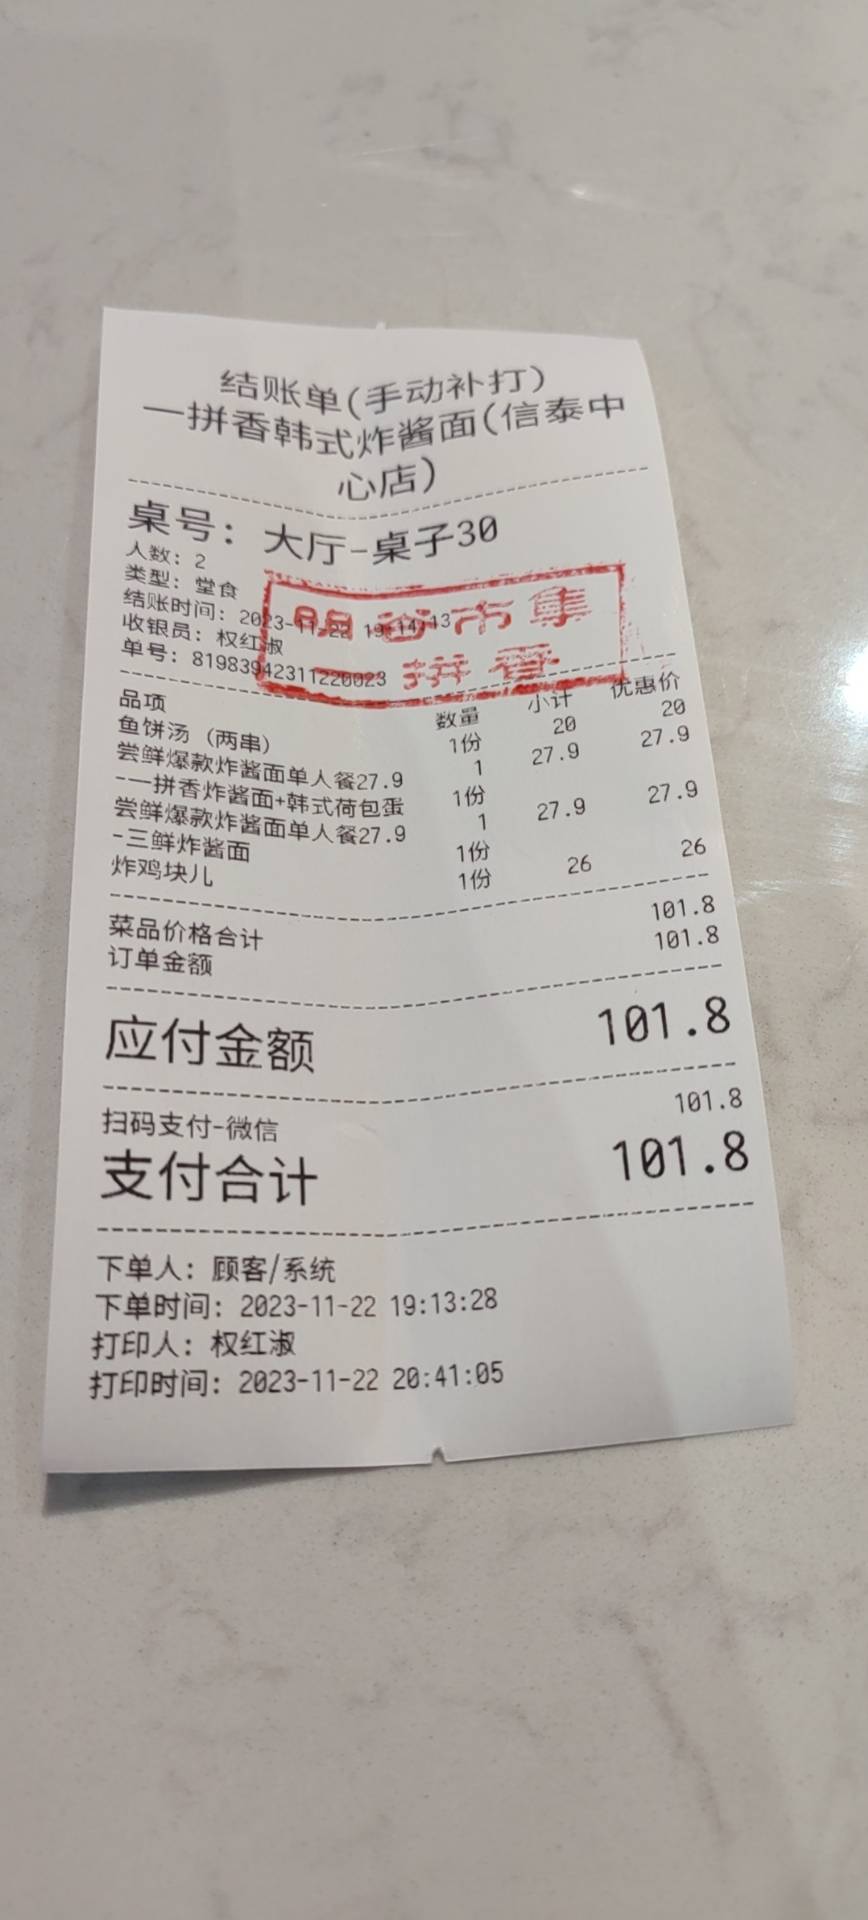 结账单(手动补打)
一拼香韩式炸酱面(信泰中
心店)
桌号: 大厅-桌子30
人数: 2
类型: 堂食
结账时间: 2023-11-22 19:14:13
收银员: 权红淑
单号: 81983942311220023
市集
一拼香
品项 数量 小计 优惠价
鱼饼汤 (两串) 1份 20 20
尝鲜爆款炸酱面单人餐27.9 1 27.9 27.9
-一拼香炸酱面+韩式荷包蛋 1份
尝鲜爆款炸酱面单人餐27.9 1 27.9 27.9
-三鲜炸酱面 1份
炸鸡块儿 1份 26 26
菜品价格合计 101.8
订单金额 101.8
应付金额 101.8
扫码支付-微信 101.8
支付合计 101.8
下单人: 顾客/系统
下单时间: 2023-11-22 19:13:28
打印人: 权红淑
打印时间: 2023-11-22 20:41:05